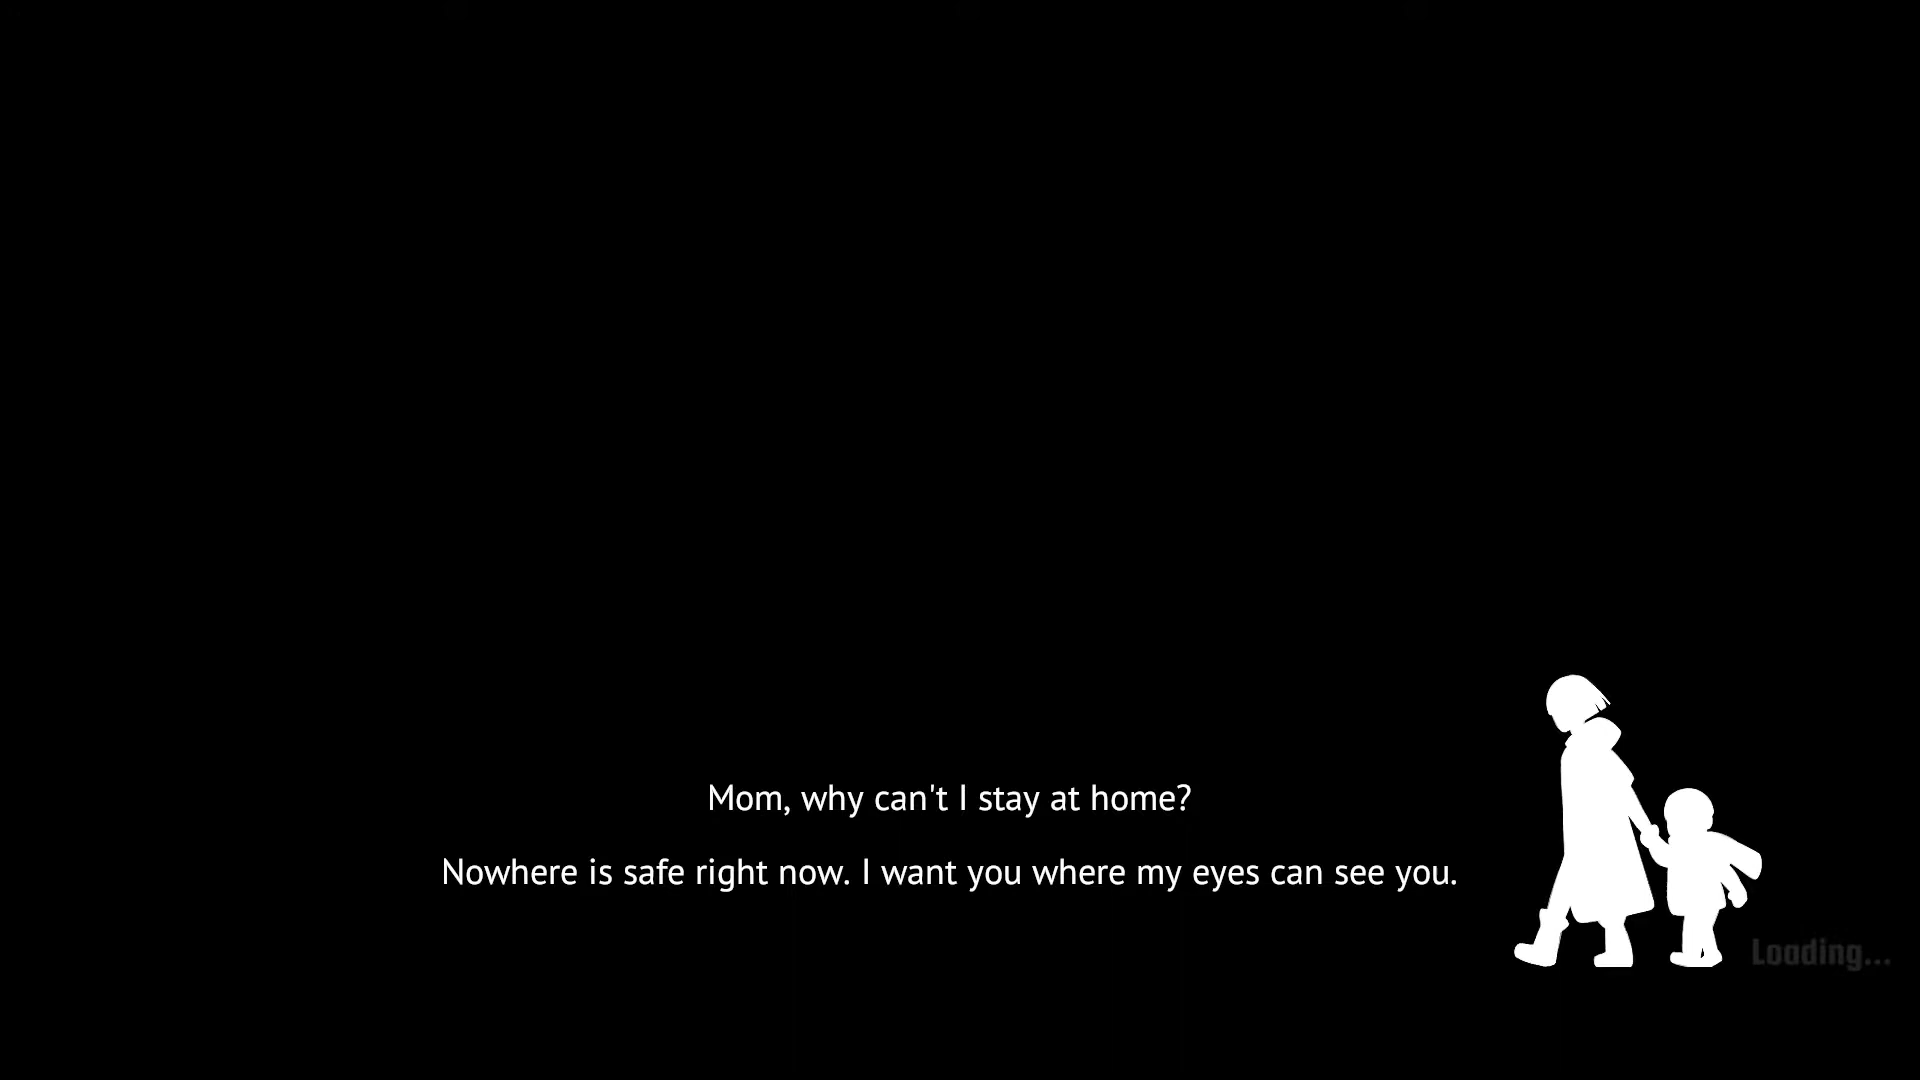 Mom, why can't I stay at home?
Nowhere is safe right now. I want you where my eyes can see you.
Loading...